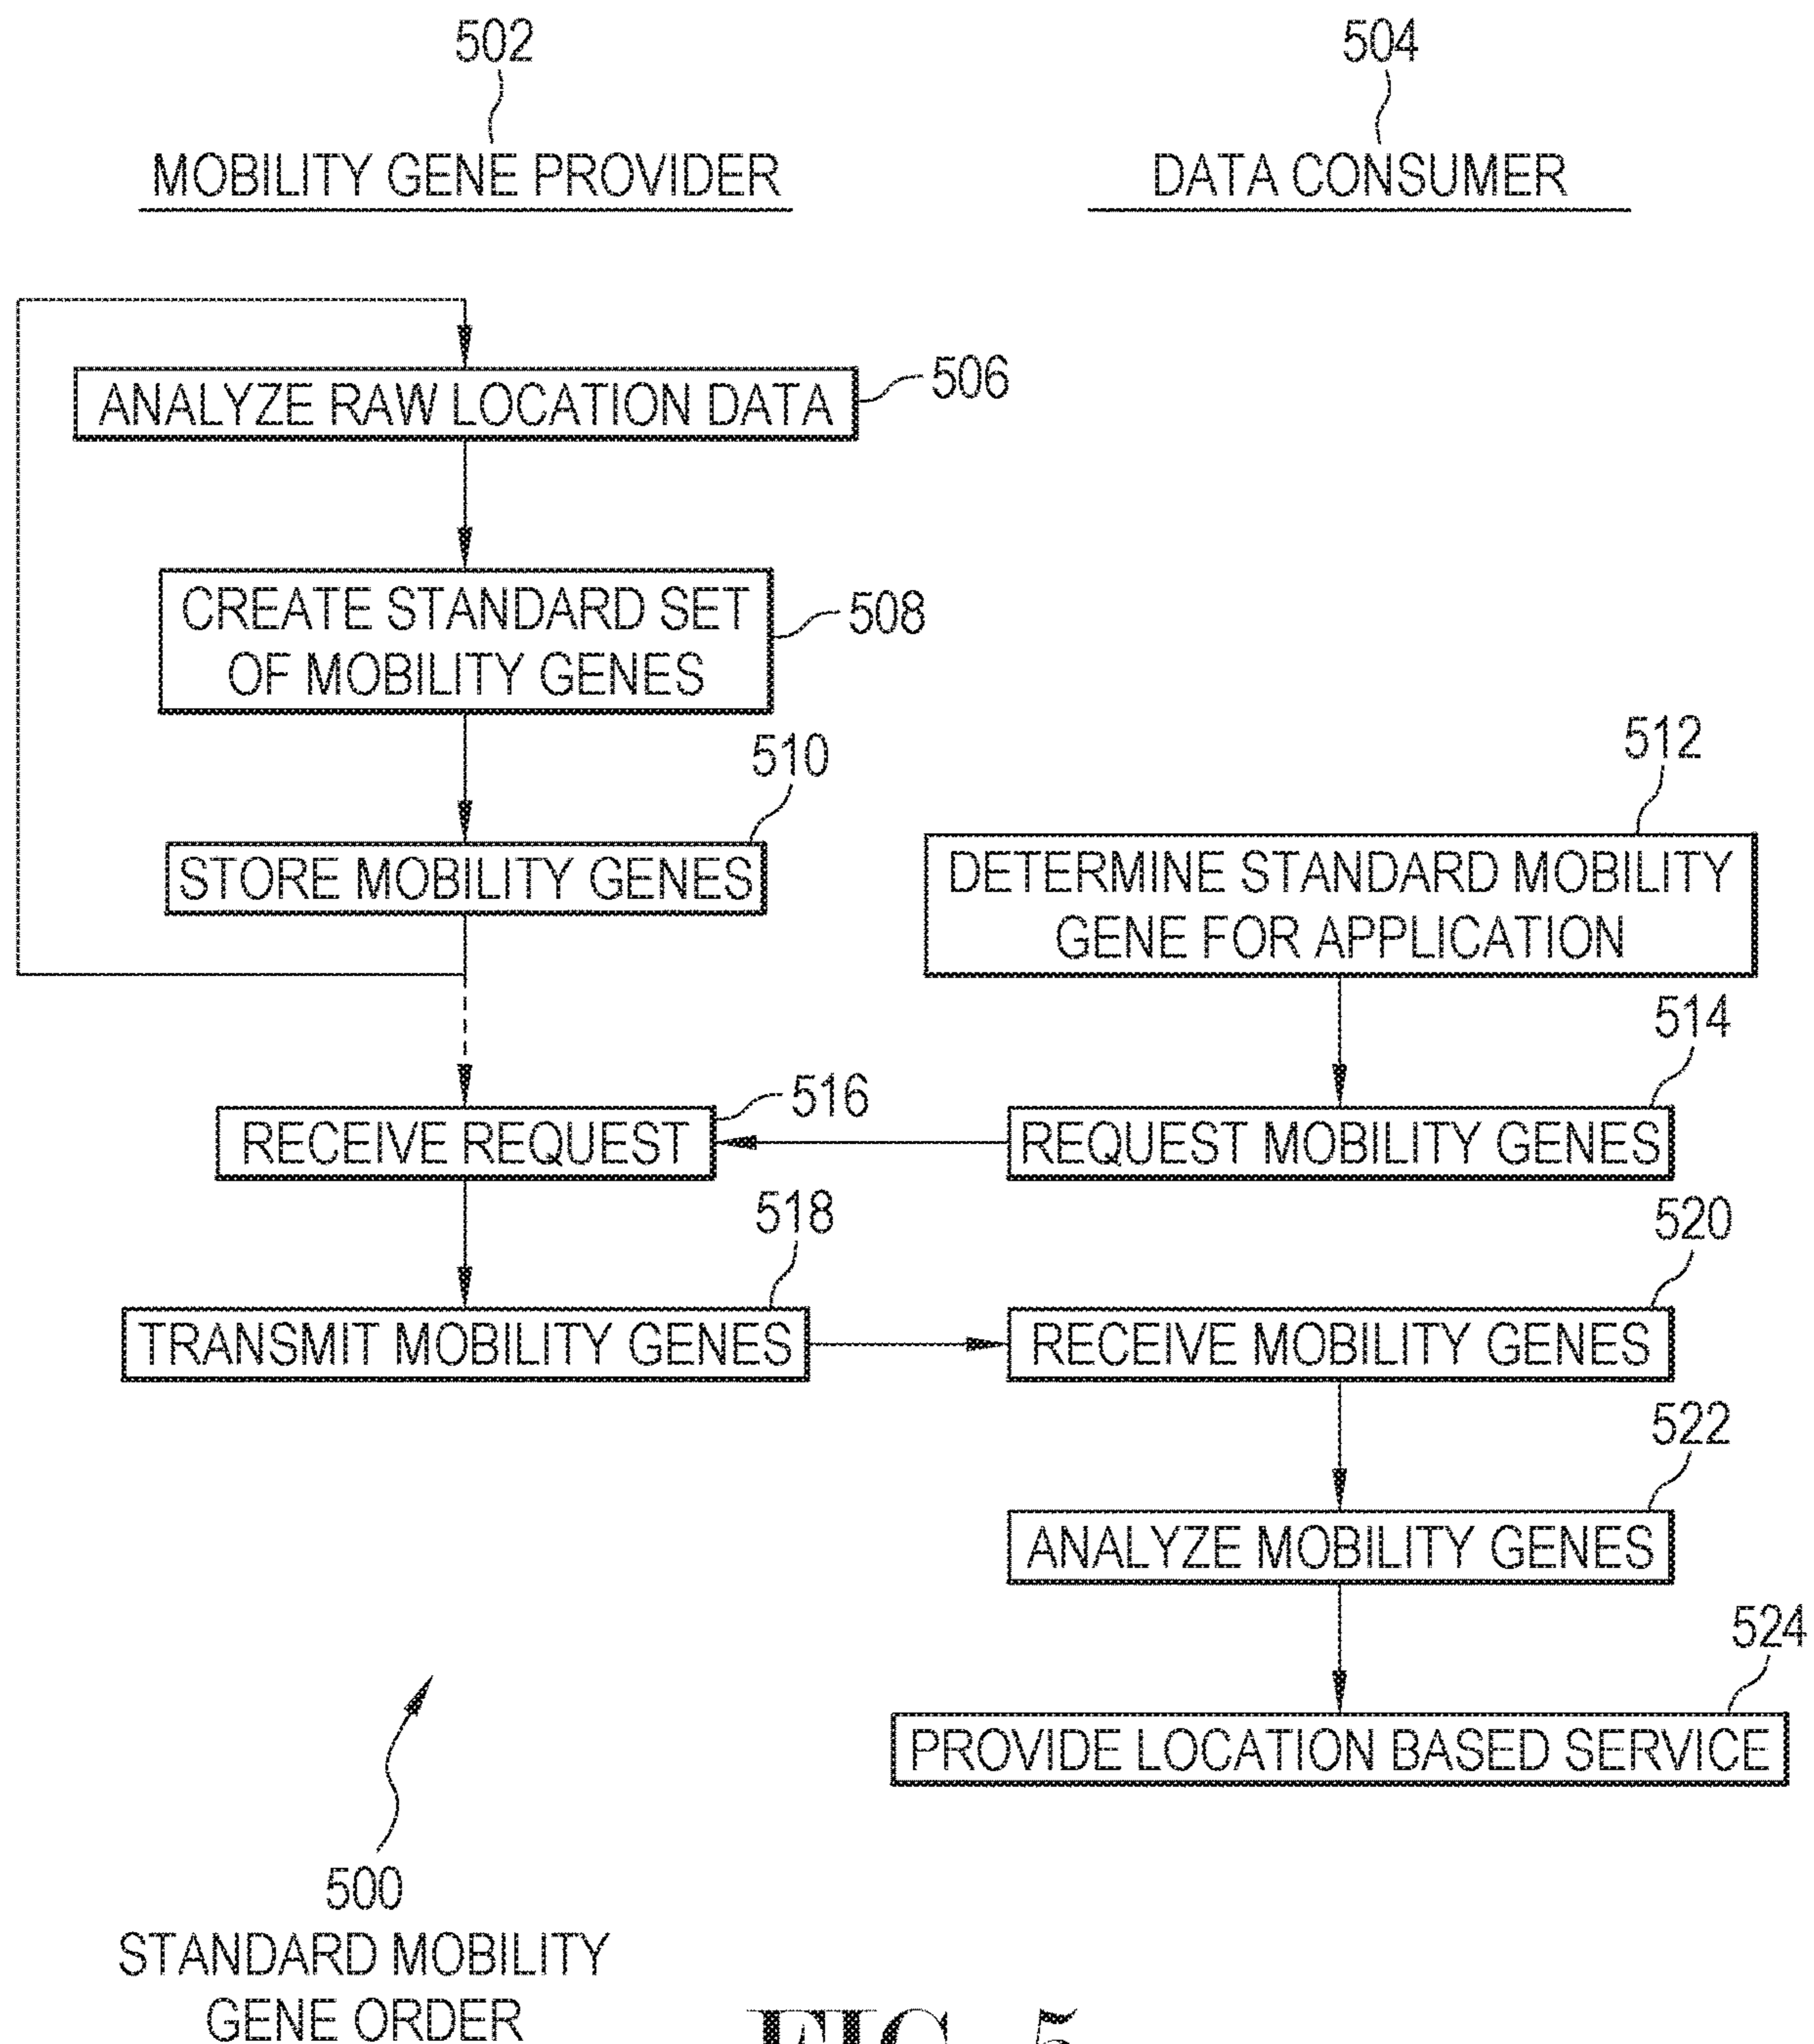 502
504
MOBILITY GENE PROVIDER
DATA CONSUMER
ANALYZE RAW LOCATION DATA
506
CREATE STANDARD SET
OF MOBILITY GENES
508
510
STORE MOBILITY GENES
512
DETERMINE STANDARD MOBILITY
GENE FOR APPLICATION
514
516
RECEIVE REQUEST
REQUEST MOBILITY GENES
518
520
TRANSMIT MOBILITY GENES
RECEIVE MOBILITY GENES
522
ANALYZE MOBILITY GENES
524
PROVIDE LOCATION BASED SERVICE
500
STANDARD MOBILITY
GENE ORDER
FIG. 5